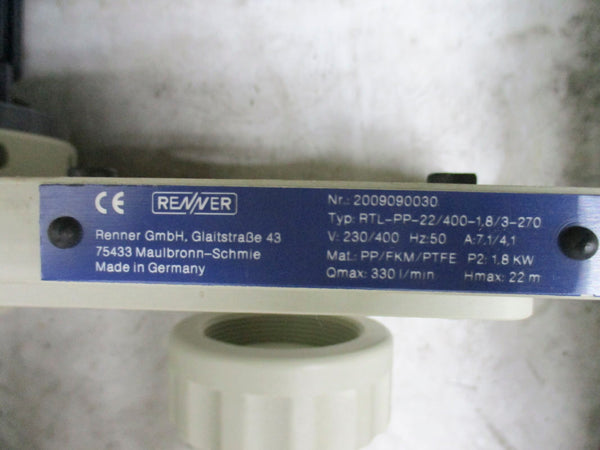 CE RENNER
Renner GmbH, Glaitstraße 43
75433 Maulbronn-Schmie
Made in Germany
Nr.: 2009090030
Typ: RTL-PP-22/400-1,8/3-270
V: 230/400 Hz:50 A:7,1/4,1
Mat.: PP/FKM/PTFE P2: 1,8 KW
Qmax: 330 l/min Hmax: 22 m